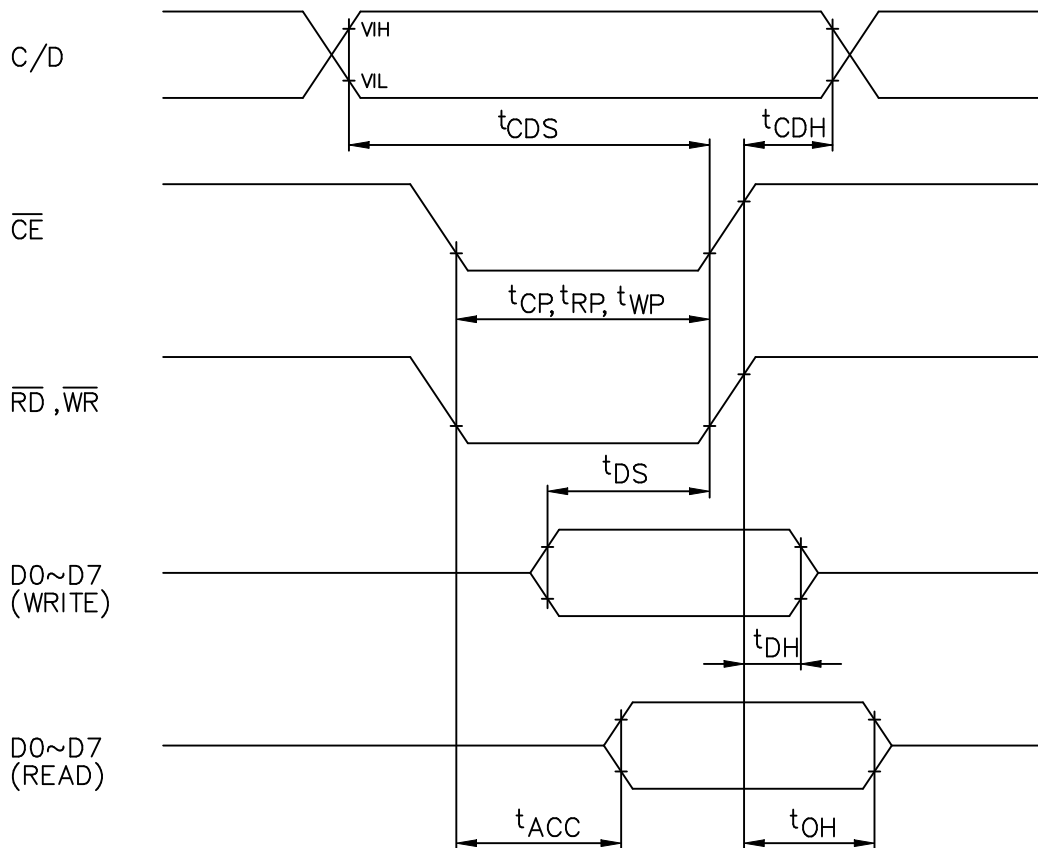 C/D
VIH
VIL
tCDS
tCDH
CE
tCP, tRP, tWP
RD ,WR
tDS
D0~D7
(WRITE)
tDH
D0~D7
(READ)
tACC
tOH